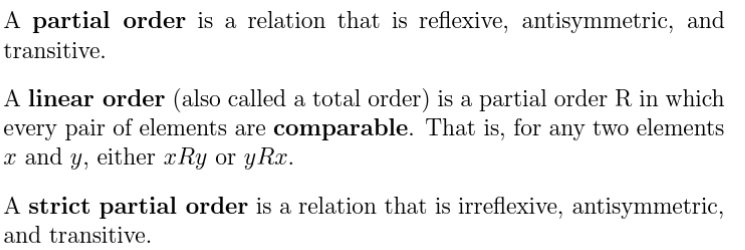 A partial order is a relation that is reflexive, antisymmetric, and
transitive.
A linear order (also called a total order) is a partial order R in which
every pair of elements are comparable. That is, for any two elements
x and y, either xRy or yRx.
A strict partial order is a relation that is irreflexive, antisymmetric,
and transitive.